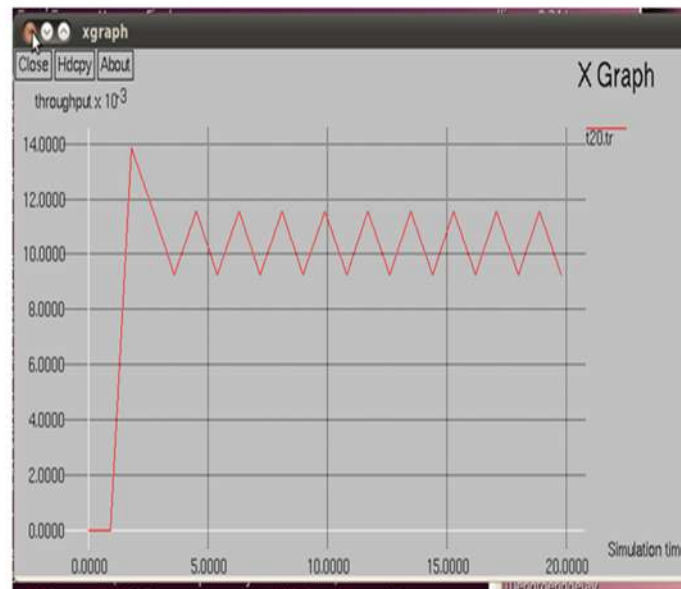 xgraph
Close Hdcpy About
X Graph
throughput x 10-3
t20.tr
14.0000
12.0000
10.0000
8.0000
6.0000
4.0000
2.0000
0.0000
0.0000 5.0000 10.0000 15.0000 20.0000
Simulation time